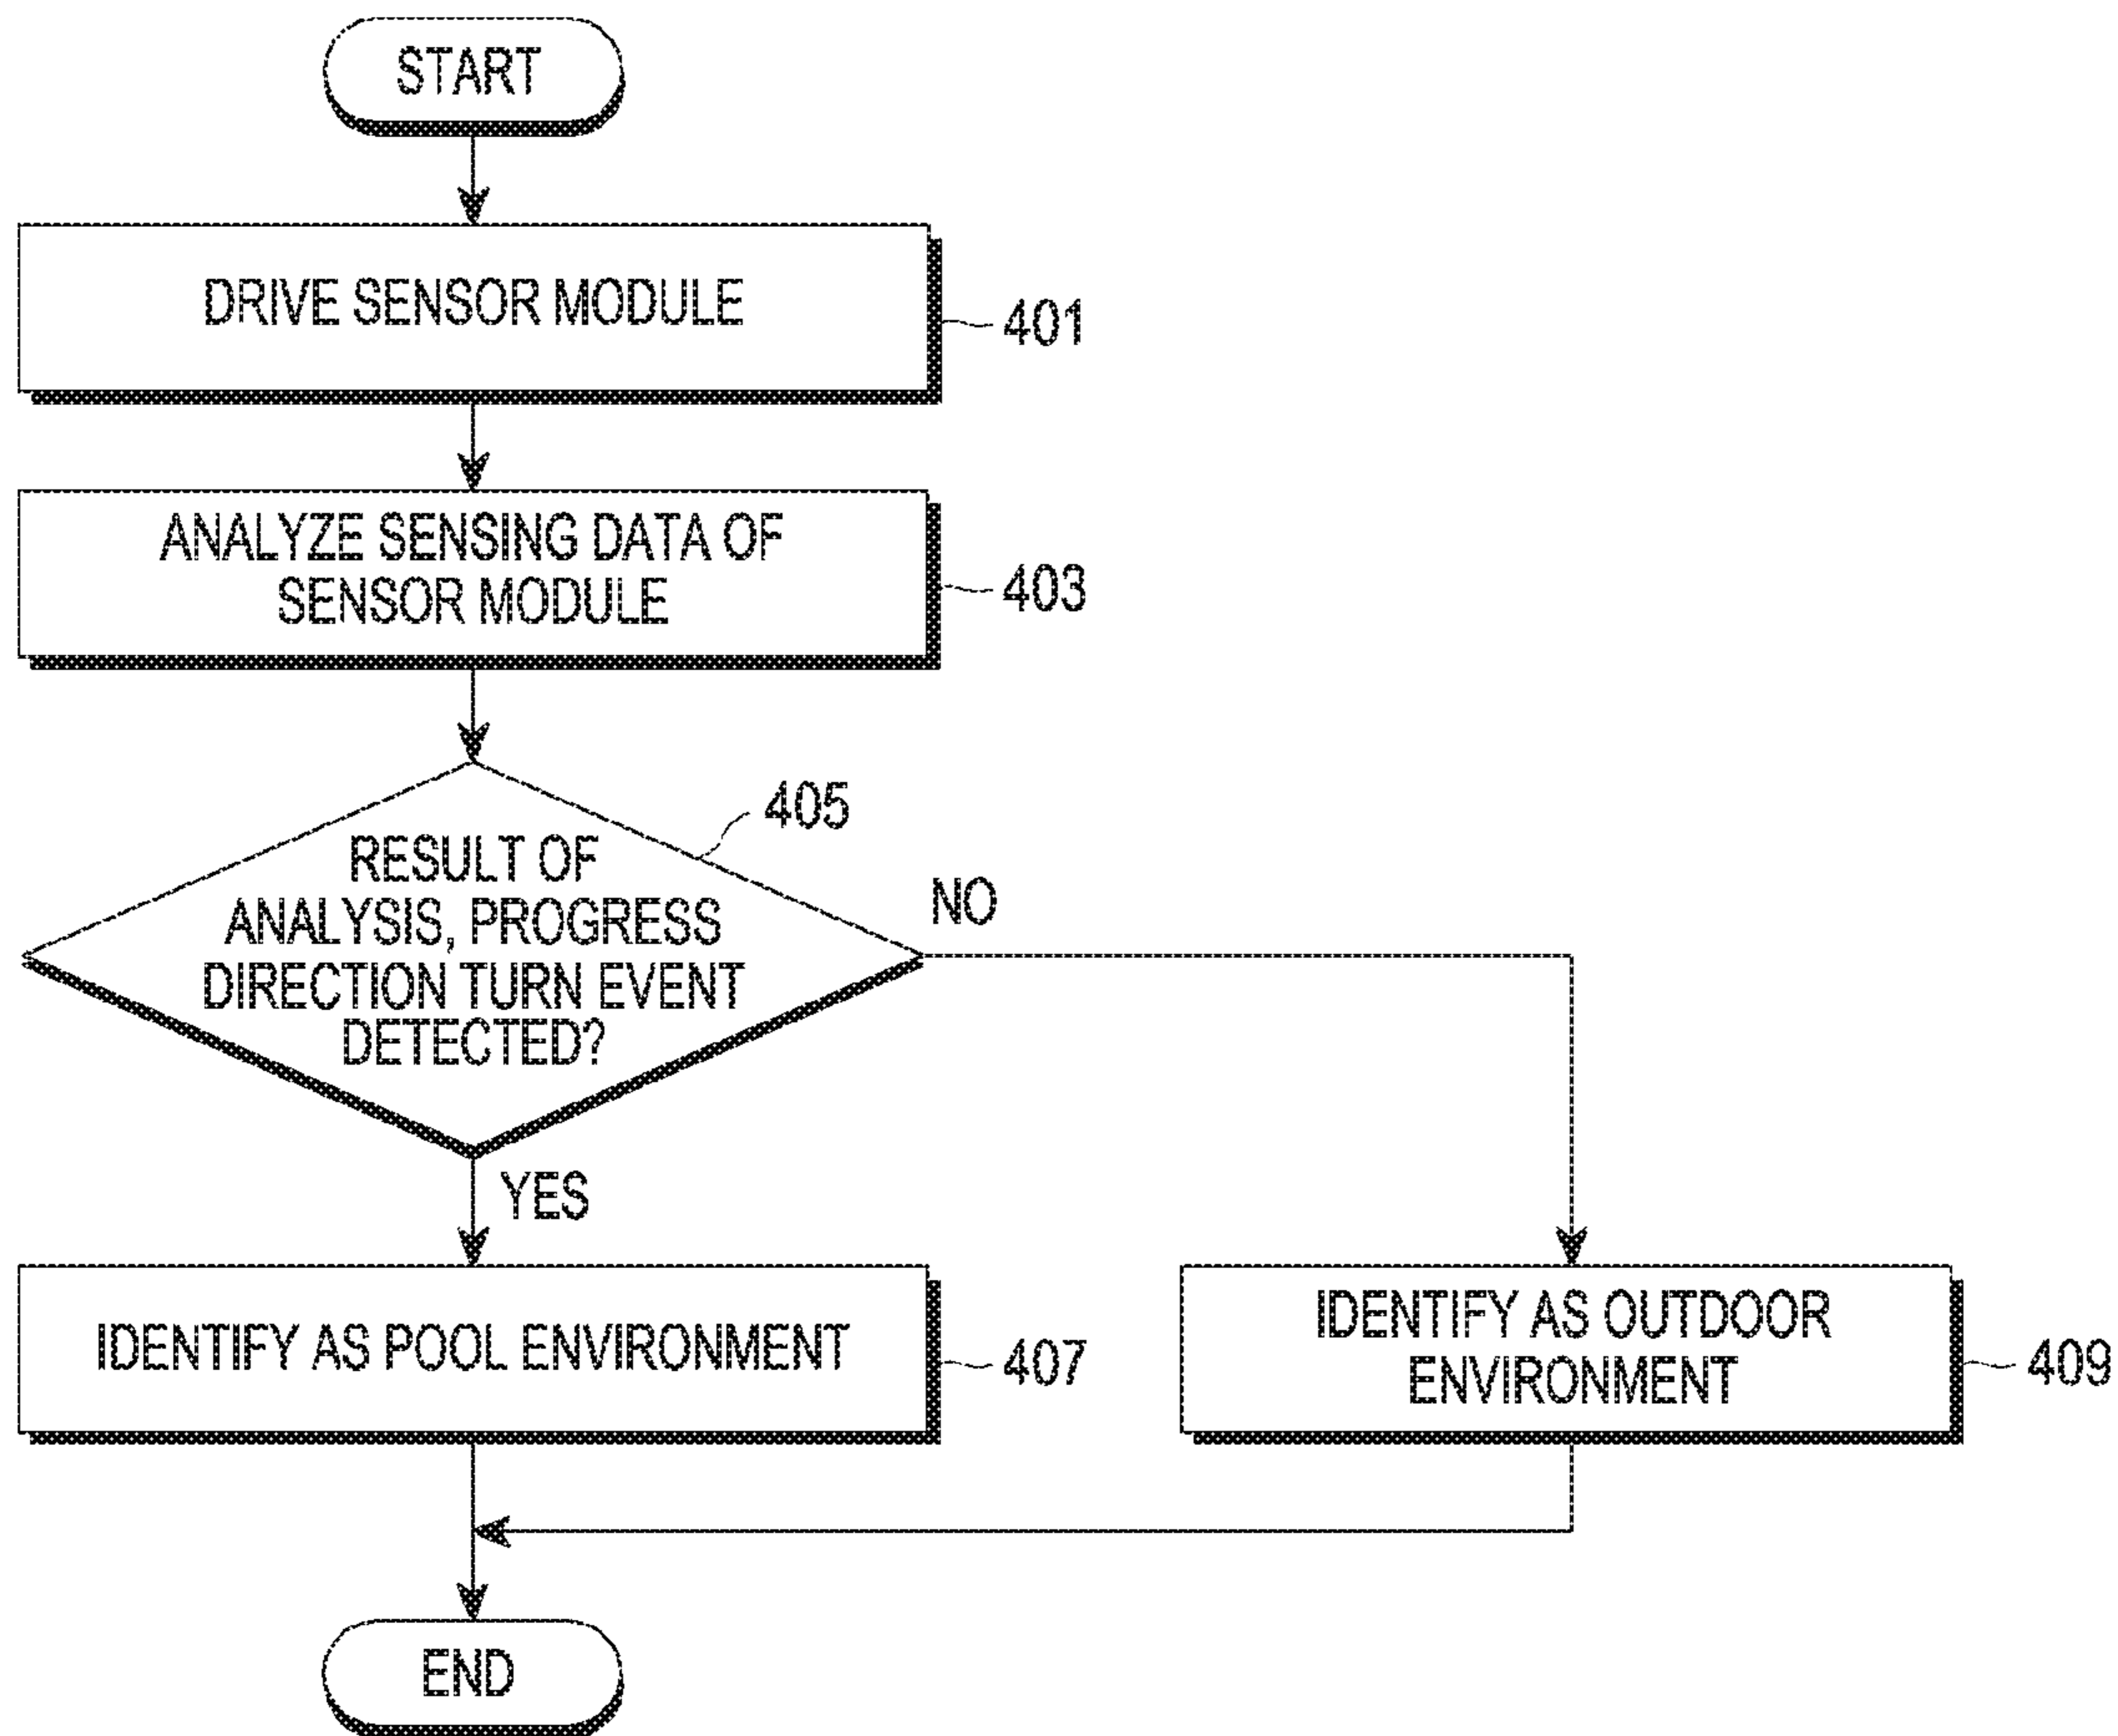 START
DRIVE SENSOR MODULE
401
ANALYZE SENSING DATA OF
SENSOR MODULE
403
405
RESULT OF
ANALYSIS, PROGRESS
DIRECTION TURN EVENT
DETECTED?
NO
YES
IDENTIFY AS POOL ENVIRONMENT
407
IDENTIFY AS OUTDOOR
ENVIRONMENT
409
END